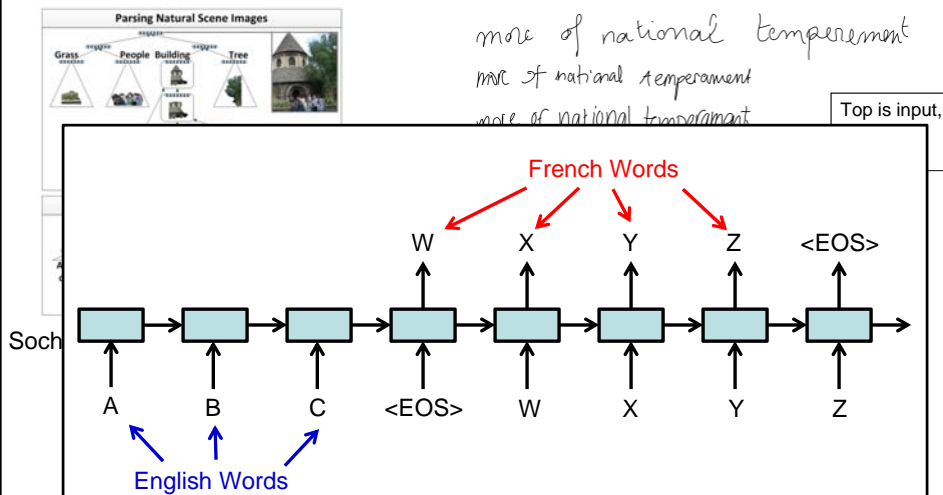 Parsing Natural Scene Images
Grass People Building Tree
more of national temperement
more of national temperament
more of national temperament
Top is input,
French Words
W X Y Z <EOS>
Soch
A B C <EOS> W X Y Z
English Words